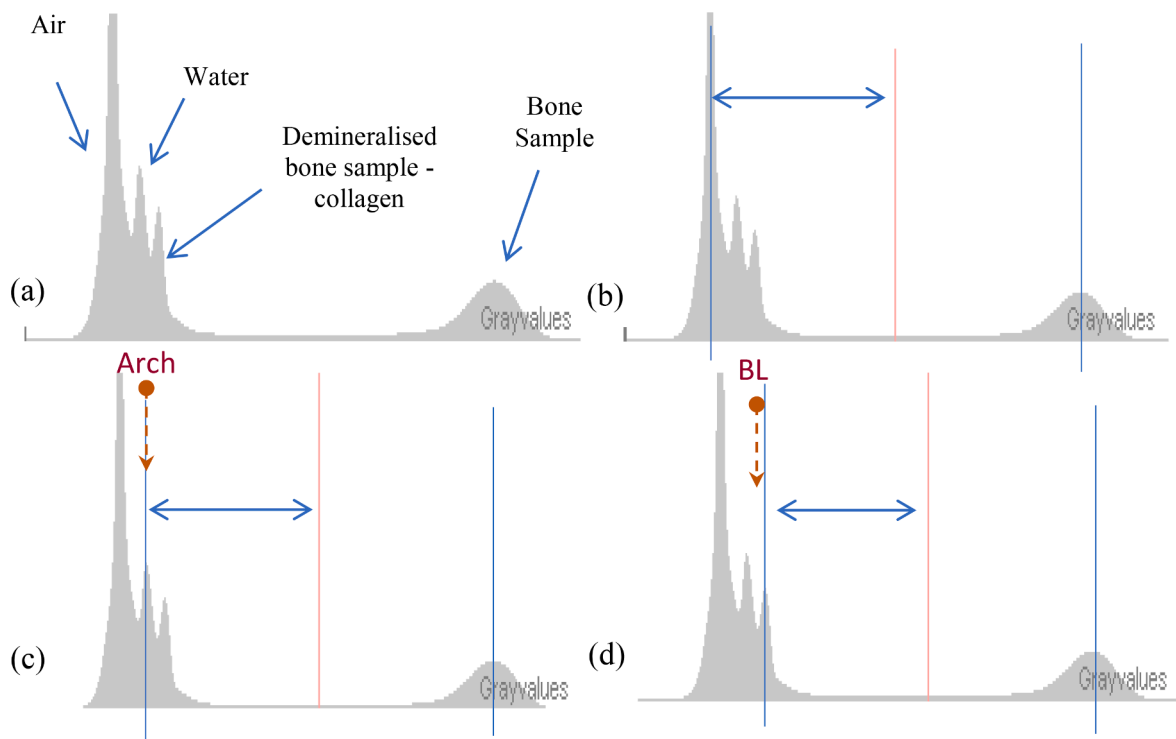 Air
Water
Demineralised
bone sample -
collagen
Bone
Sample
(a)
Grayvalues
(b)
Grayvalues
Arch
(c)
Grayvalues
BL
(d)
Grayvalues